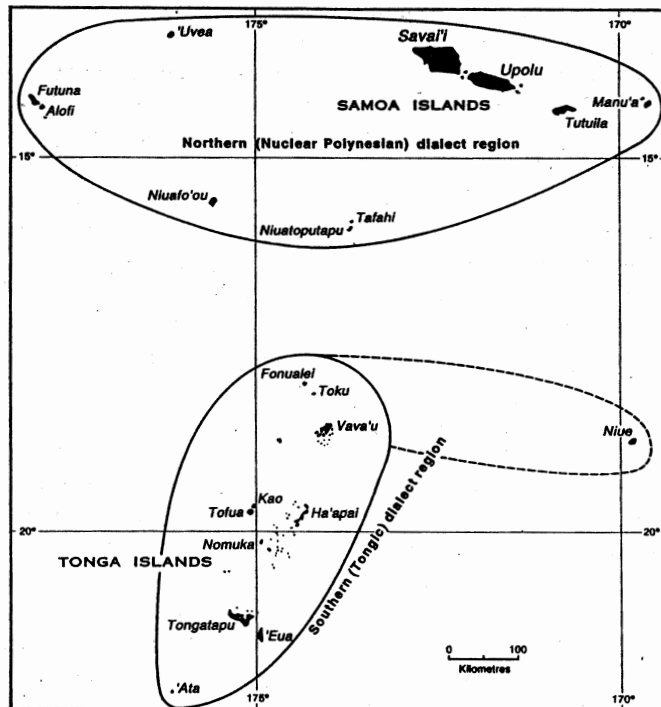 175°
170°
'Uvea
Savai'i
Futuna
Alofi
Upolu
SAMOA ISLANDS
Manu'a
Tutuila
Northern (Nuclear Polynesian) dialect region
15°
15°
Niuafo'ou
Tafahi
Niuatoputapu
Fonualei
Toku
Vava'u
Niue
Kao
Tofua
Ha'apai
20°
20°
Nomuka
TONGA ISLANDS
Southern (Tongic) dialect region
Tongatapu
'Eua
0 100
Kilometres
'Ata
175°
170°